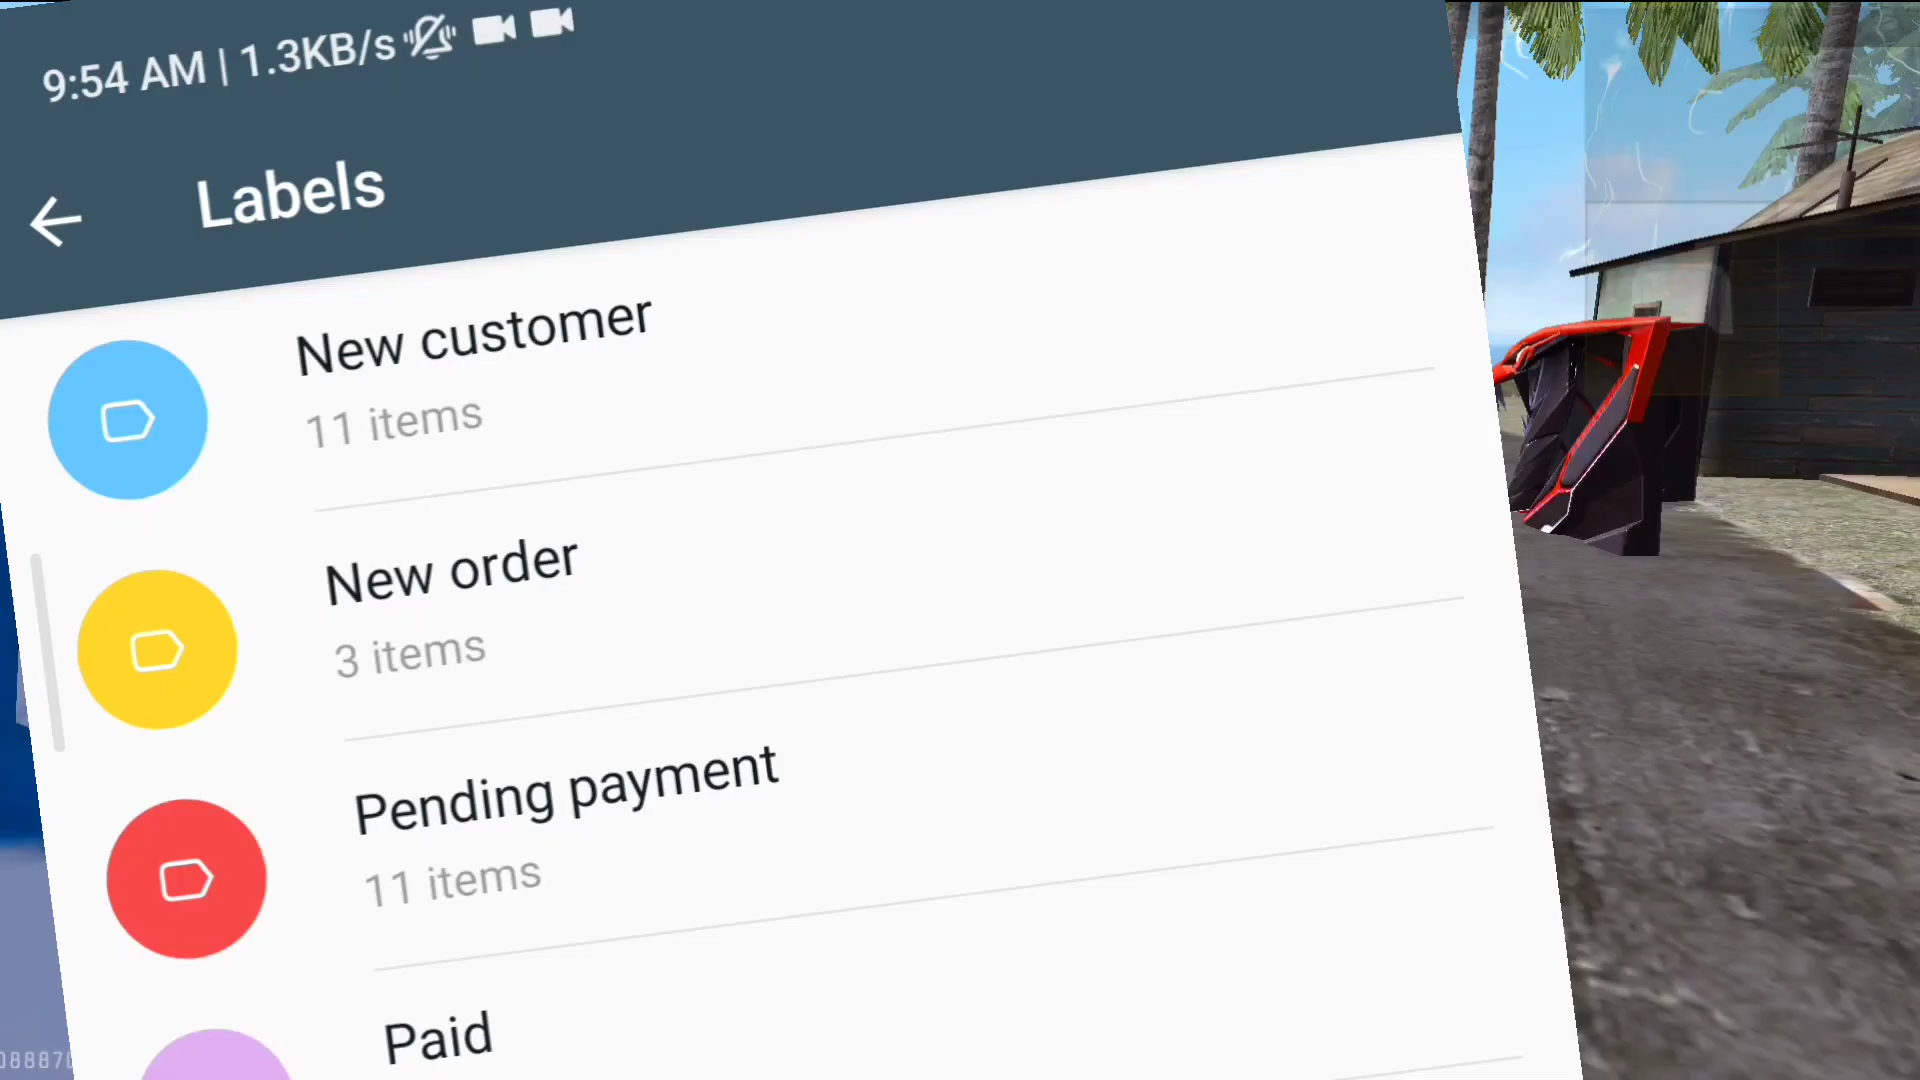 9:54 AM | 1.3KB/s
Labels
New customer
11 items
New order
3 items
Pending payment
11 items
Paid